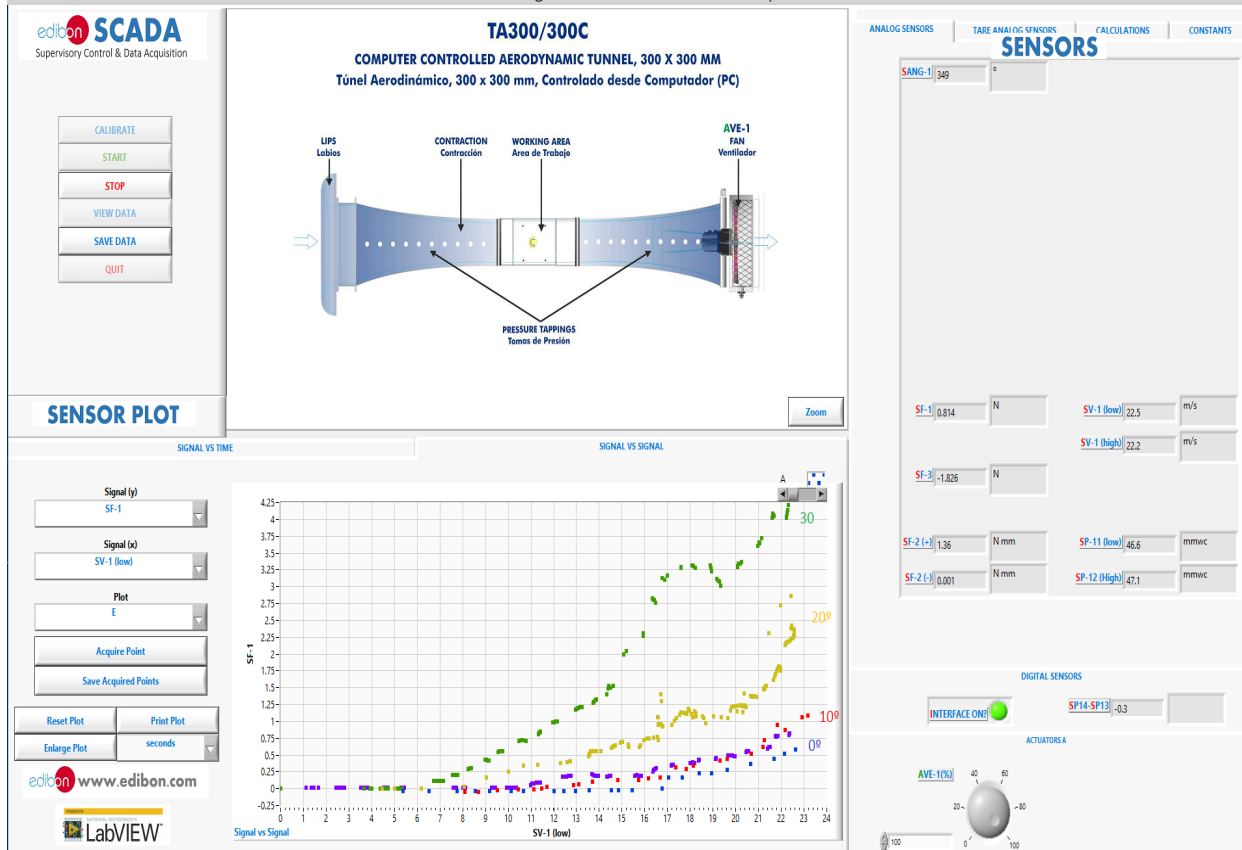 edibon SCADA
Supervisory Control & Data Acquisition
CALIBRATE
START
STOP
VIEW DATA
SAVE DATA
QUIT
TA300/300C
COMPUTER CONTROLLED AERODYNAMIC TUNNEL, 300 X 300 MM
Túnel Aerodinámico, 300 x 300 mm, Controlado desde Computador (PC)
LIPS
Labios
CONTRACTION
Contracción
WORKING AREA
Area de Trabajo
AVE-1
FAN
Ventilador
C
PRESSURE TAPPINGS
Tomas de Presión
Zoom
ANALOG SENSORS
TARE ANALOG SENSORS
CALCULATIONS
CONSTANTS
SENSORS
SANG-1 349 °
SF-1 0.814 N
SV-1 (low) 22.5 m/s
SV-1 (high) 22.2 m/s
SF-3 -1.826 N
SF-2 (+) 1.36 N mm
SP-11 (low) 46.6 mmwc
SF-2 (-) 0.001 N mm
SP-12 (High) 47.1 mmwc
DIGITAL SENSORS
INTERFACE ON?
SP14-SP13 -0.3
ACTUATORS A
AVE-1(%)
0 20 40 60 80 100
100
SENSOR PLOT
SIGNAL VS TIME
SIGNAL VS SIGNAL
Signal (y)
SF-1
Signal (x)
SV-1 (low)
Plot
E
Acquire Point
Save Acquired Points
Reset Plot
Print Plot
Enlarge Plot
seconds
edibon www.edibon.com
LabVIEW
A
4.25
4
3.75
3.5
3.25
3
2.75
2.5
2.25
2
1.75
1.5
1.25
1
0.75
0.5
0.25
0
-0.25
SF-1
30
20º
10º
0º
0 1 2 3 4 5 6 7 8 9 10 11 12 13 14 15 16 17 18 19 20 21 22 23 24
Signal vs Signal
SV-1 (low)